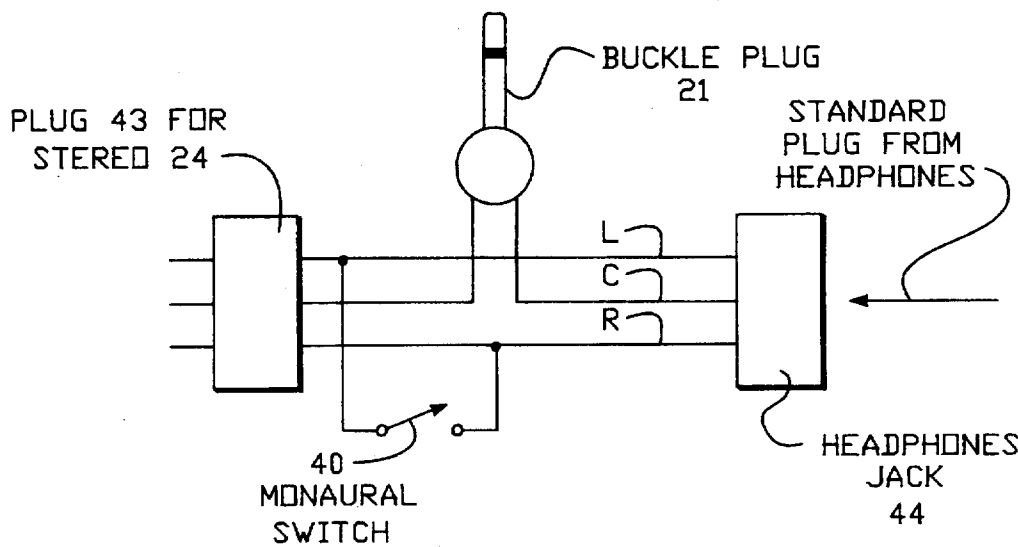 BUCKLE PLUG
21
PLUG 43 FOR
STEREO 24
STANDARD
PLUG FROM
HEADPHONES
L
C
R
40
MONAURAL
SWITCH
HEADPHONES
JACK
44